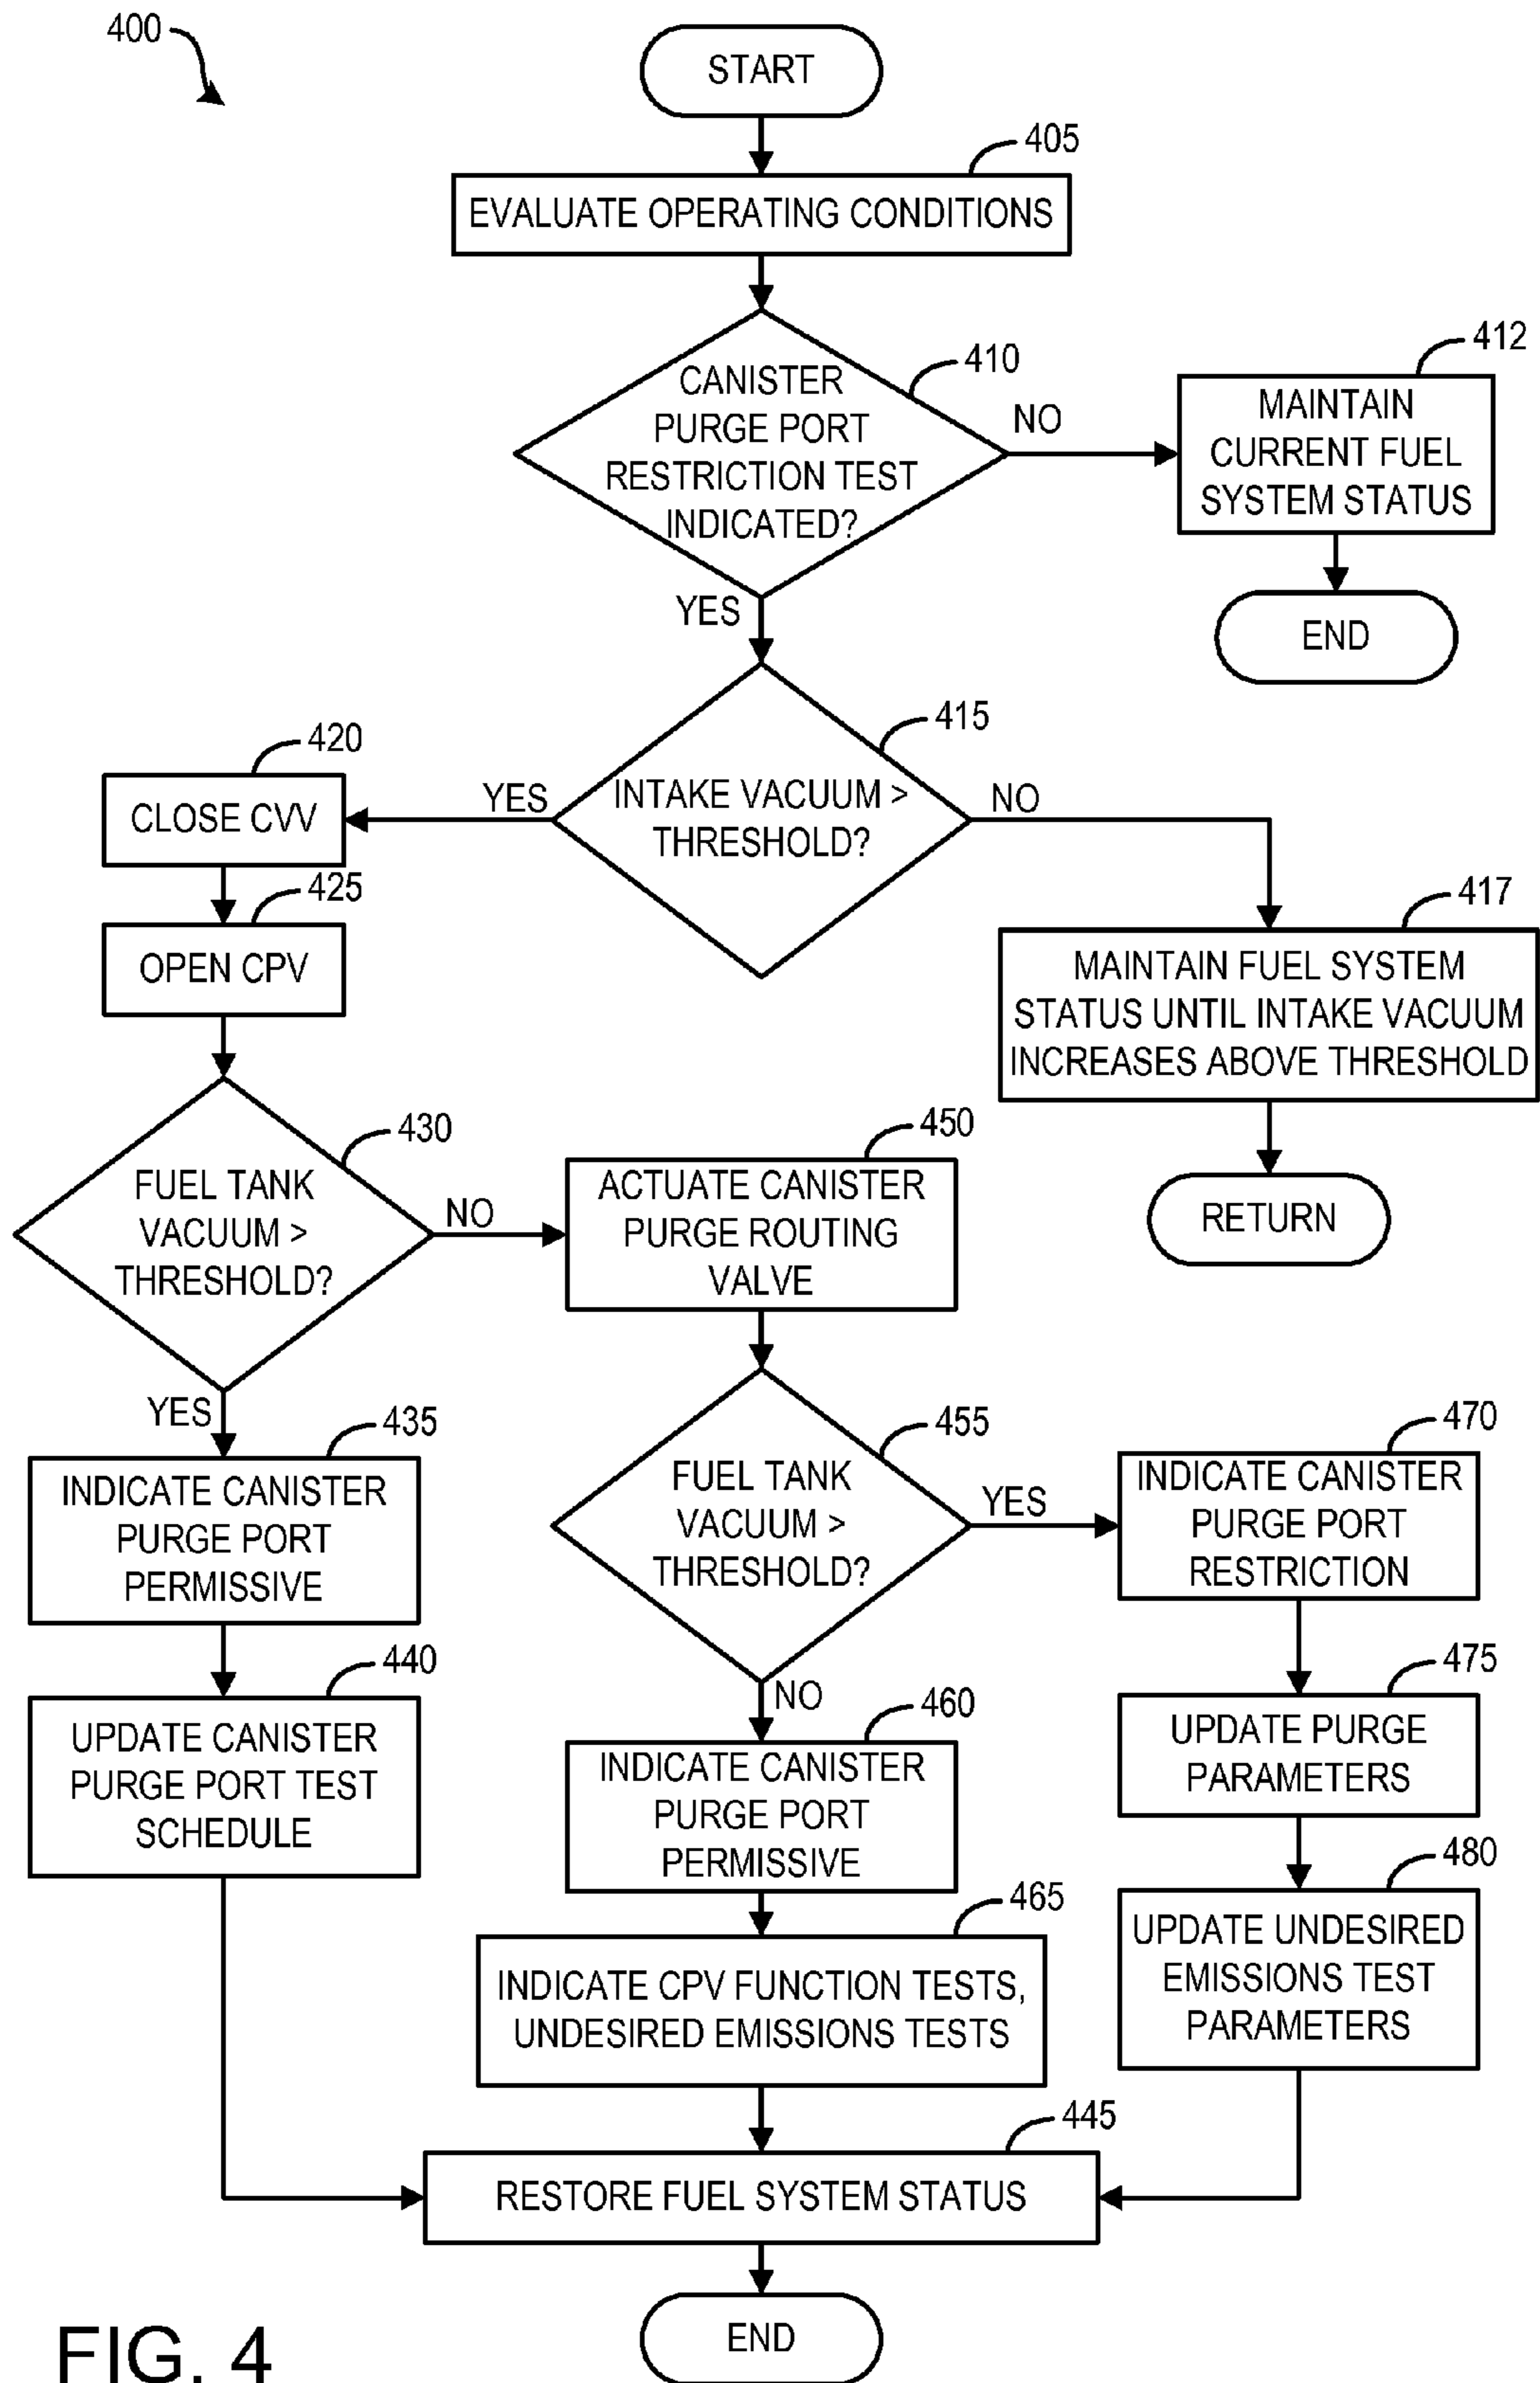 400
START
405
EVALUATE OPERATING CONDITIONS
410
CANISTER
PURGE PORT
RESTRICTION TEST
INDICATED?
NO
412
MAINTAIN
CURRENT FUEL
SYSTEM STATUS
END
YES
415
INTAKE VACUUM >
THRESHOLD?
YES
NO
420
CLOSE CVV
425
OPEN CPV
417
MAINTAIN FUEL SYSTEM
STATUS UNTIL INTAKE VACUUM
INCREASES ABOVE THRESHOLD
RETURN
430
FUEL TANK
VACUUM >
THRESHOLD?
NO
450
ACTUATE CANISTER
PURGE ROUTING
VALVE
YES
435
INDICATE CANISTER
PURGE PORT
PERMISSIVE
440
UPDATE CANISTER
PURGE PORT TEST
SCHEDULE
455
FUEL TANK
VACUUM >
THRESHOLD?
YES
470
INDICATE CANISTER
PURGE PORT
RESTRICTION
475
UPDATE PURGE
PARAMETERS
480
UPDATE UNDESIRED
EMISSIONS TEST
PARAMETERS
NO
460
INDICATE CANISTER
PURGE PORT
PERMISSIVE
465
INDICATE CPV FUNCTION TESTS,
UNDESIRED EMISSIONS TESTS
445
RESTORE FUEL SYSTEM STATUS
END
FIG. 4